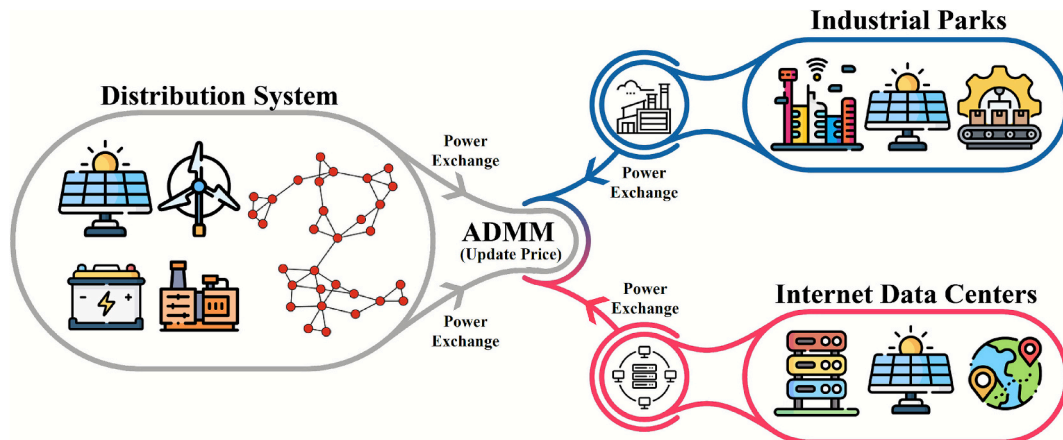 Industrial Parks
Distribution System
Power
Exchange
Power
Exchange
ADMM
(Update Price)
Power
Exchange
Power
Exchange
Internet Data Centers